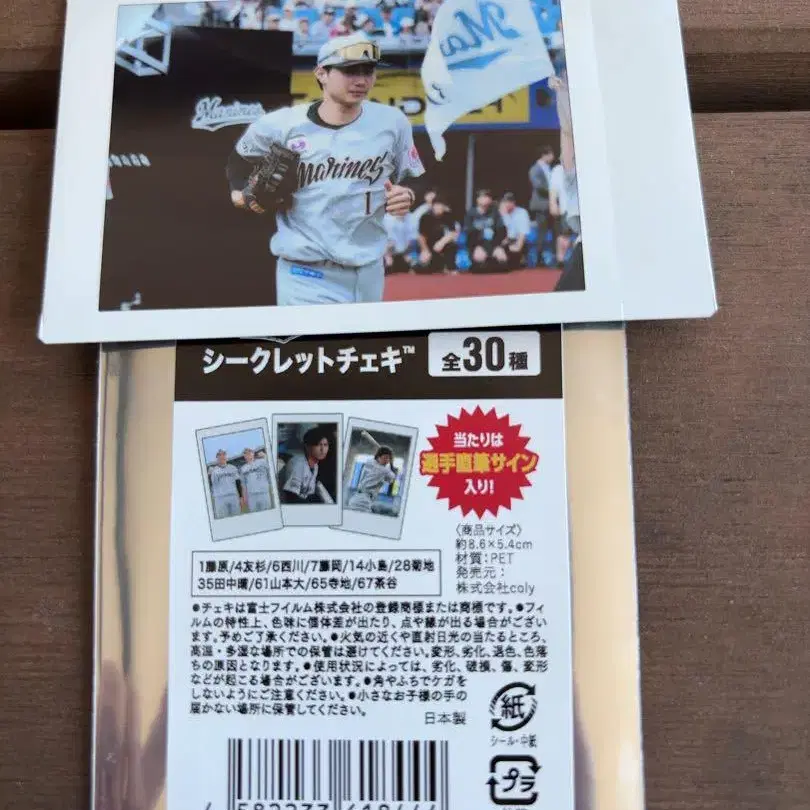 Ma
Marines
Marines
1
シークレットチェキ™
全30種
当たりは
選手直筆サイン
入り!
〈商品サイズ〉
約8.6×5.4cm
材質:PET
発売元:
株式会社coly
1藤原/4友杉/6西川/7藤岡/14小島/28菊地
35田中晴/61山本大/65寺地/67茶谷
●チェキは富士フイルム株式会社の登録商標または商標です。●フィ
ルムの特性上、色味に個体差が出たり、点や線が出る場合がござい
ます。予めご了承ください。●火気の近くや直射日光の当たるところ、
高温・多湿な場所での保管は避けてください。変形、劣化、退色、色落
ちの原因となります。●使用状況によっては、劣化、破損、傷、変形
などが起こる場合がございます。●角やふちでケガを
しないようにご注意ください。●小さなお子様の手の
届かない場所に保管してください。
日本製
紙
シール・中紙
プラ